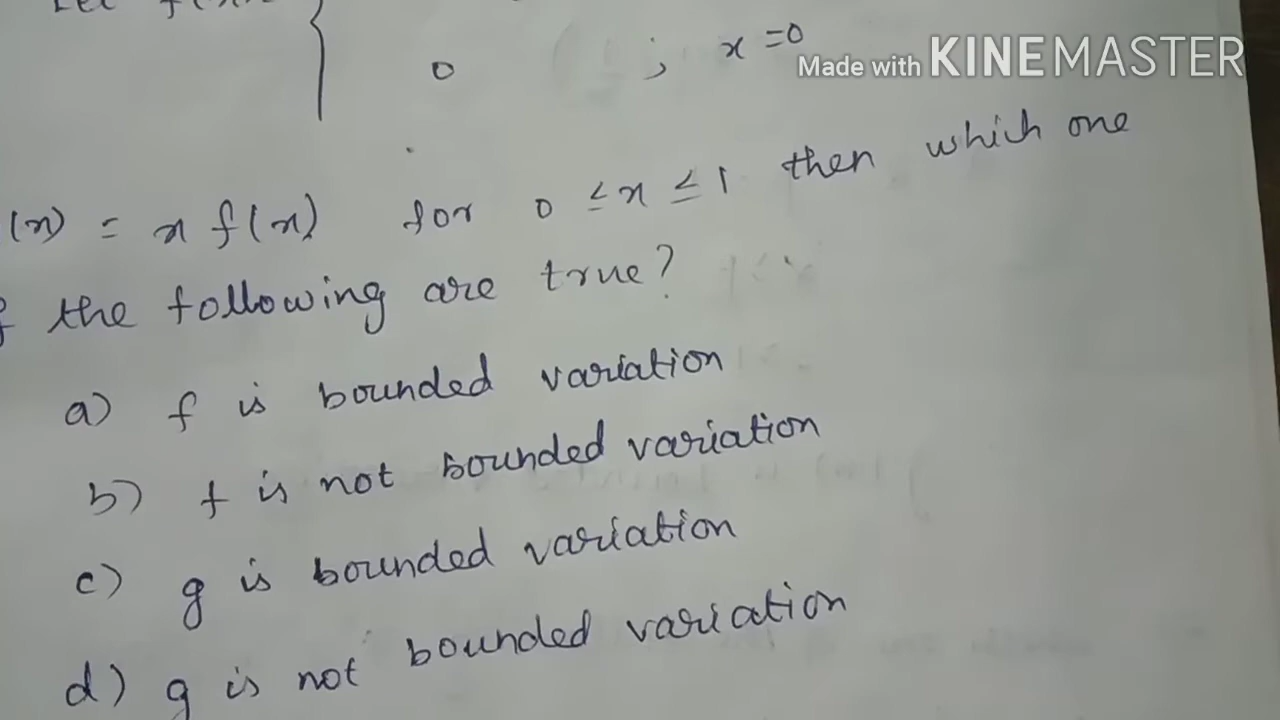 Let f(x)=
0 ; x=0
Made with KINEMASTER
(x) = x f(x) for 0 ≤ x ≤ 1 then which one
the following are true?
a) f is bounded variation
b) f is not bounded variation
c) g is bounded variation
d) g is not bounded variation